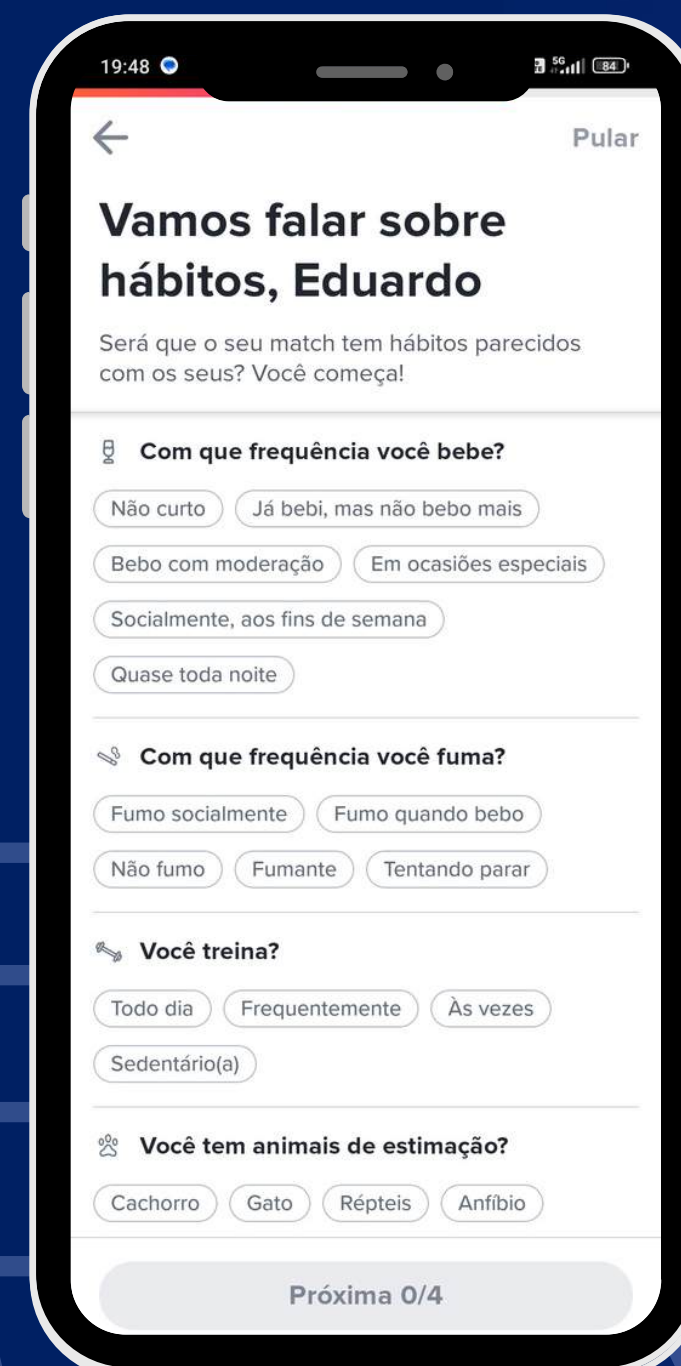 19:48
5G
84
Pular
Vamos falar sobre
hábitos, Eduardo
Será que o seu match tem hábitos parecidos
com os seus? Você começa!
Com que frequência você bebe?
Não curto Já bebi, mas não bebo mais
Bebo com moderação Em ocasiões especiais
Socialmente, aos fins de semana
Quase toda noite
Com que frequência você fuma?
Fumo socialmente Fumo quando bebo
Não fumo Fumante Tentando parar
Você treina?
Todo dia Frequentemente Às vezes
Sedentário(a)
Você tem animais de estimação?
Cachorro Gato Répteis Anfíbio
Próxima 0/4